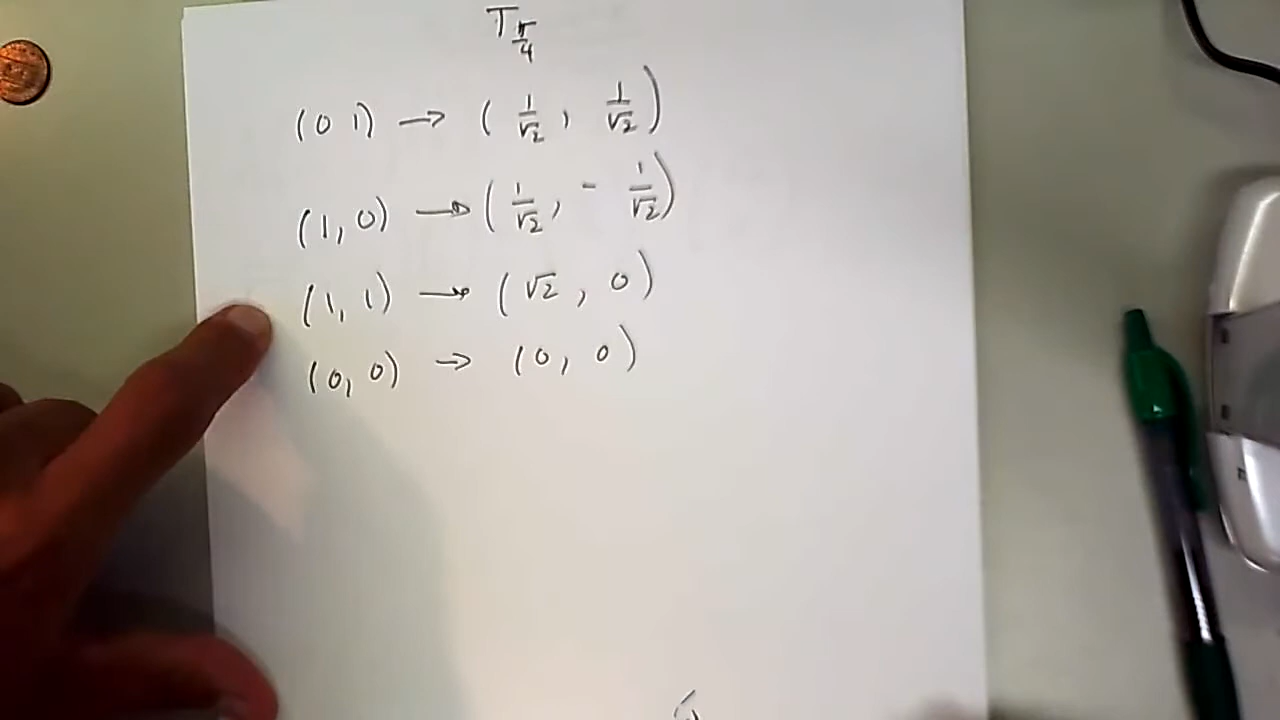 T π/4
(0 1) → (1/√2, 1/√2)
(1, 0) → (1/√2, - 1/√2)
(1, 1) → (√2, 0)
(0, 0) → (0, 0)